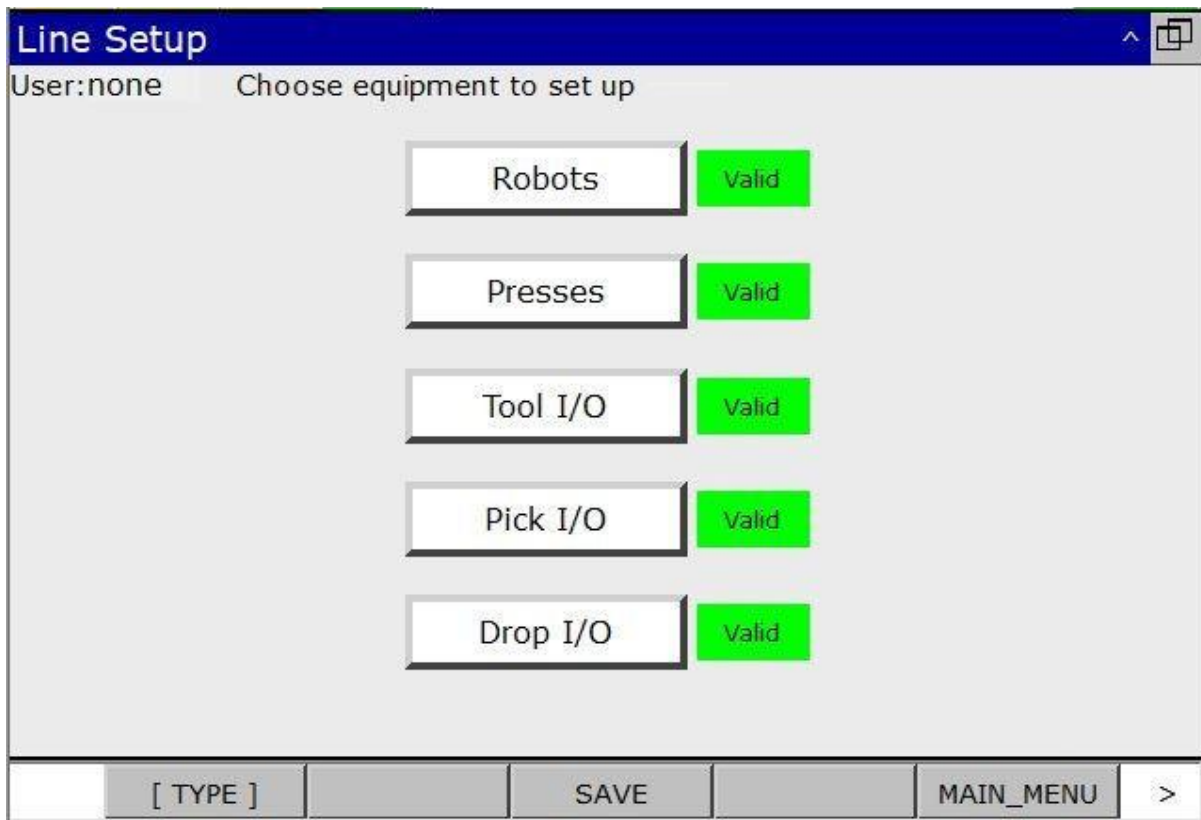 Line Setup ^
User:none Choose equipment to set up
Robots Valid
Presses Valid
Tool I/O Valid
Pick I/O Valid
Drop I/O Valid
[ TYPE ] SAVE MAIN_MENU >